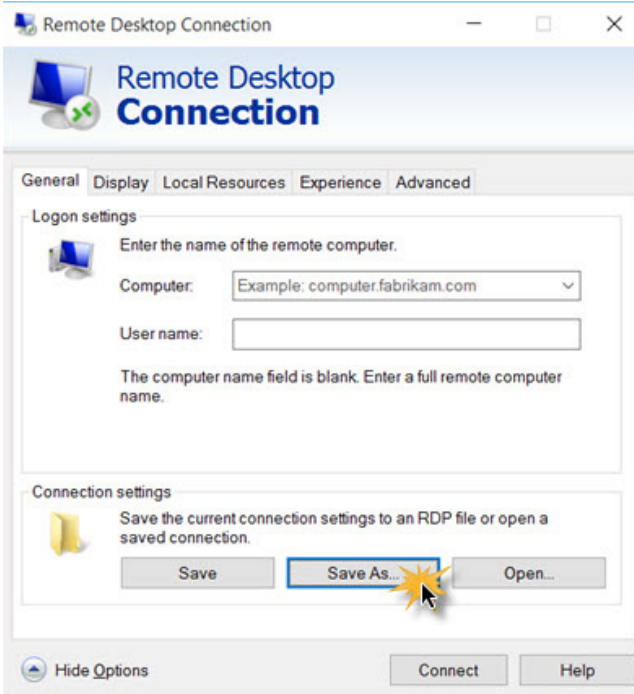 Remote Desktop Connection
Remote Desktop
Connection
General Display Local Resources Experience Advanced
Logon settings
Enter the name of the remote computer.
Computer: Example: computer.fabrikam.com
User name:
The computer name field is blank. Enter a full remote computer
name.
Connection settings
Save the current connection settings to an RDP file or open a
saved connection.
Save Save As... Open...
Hide Options Connect Help